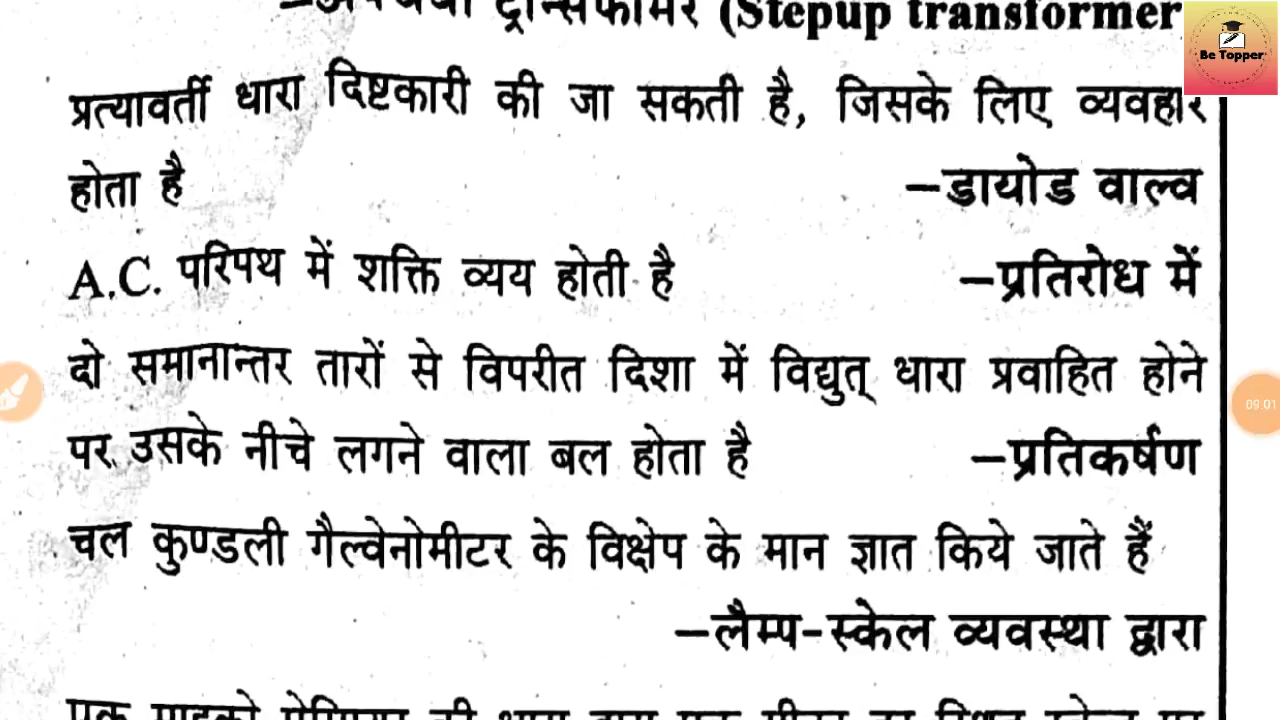 ट्रान्सफॉर्मर (Stepup transformer
Be Topper
प्रत्यावर्ती धारा दिष्टकारी की जा सकती है, जिसके लिए व्यवहार
होता है –डायोड वाल्व
A.C. परिपथ में शक्ति व्यय होती है –प्रतिरोध में
दो समानान्तर तारों से विपरीत दिशा में विद्युत् धारा प्रवाहित होने
09:01
पर उसके नीचे लगने वाला बल होता है –प्रतिकर्षण
चल कुण्डली गैल्वेनोमीटर के विक्षेप के मान ज्ञात किये जाते हैं
–लैम्प-स्केल व्यवस्था द्वारा